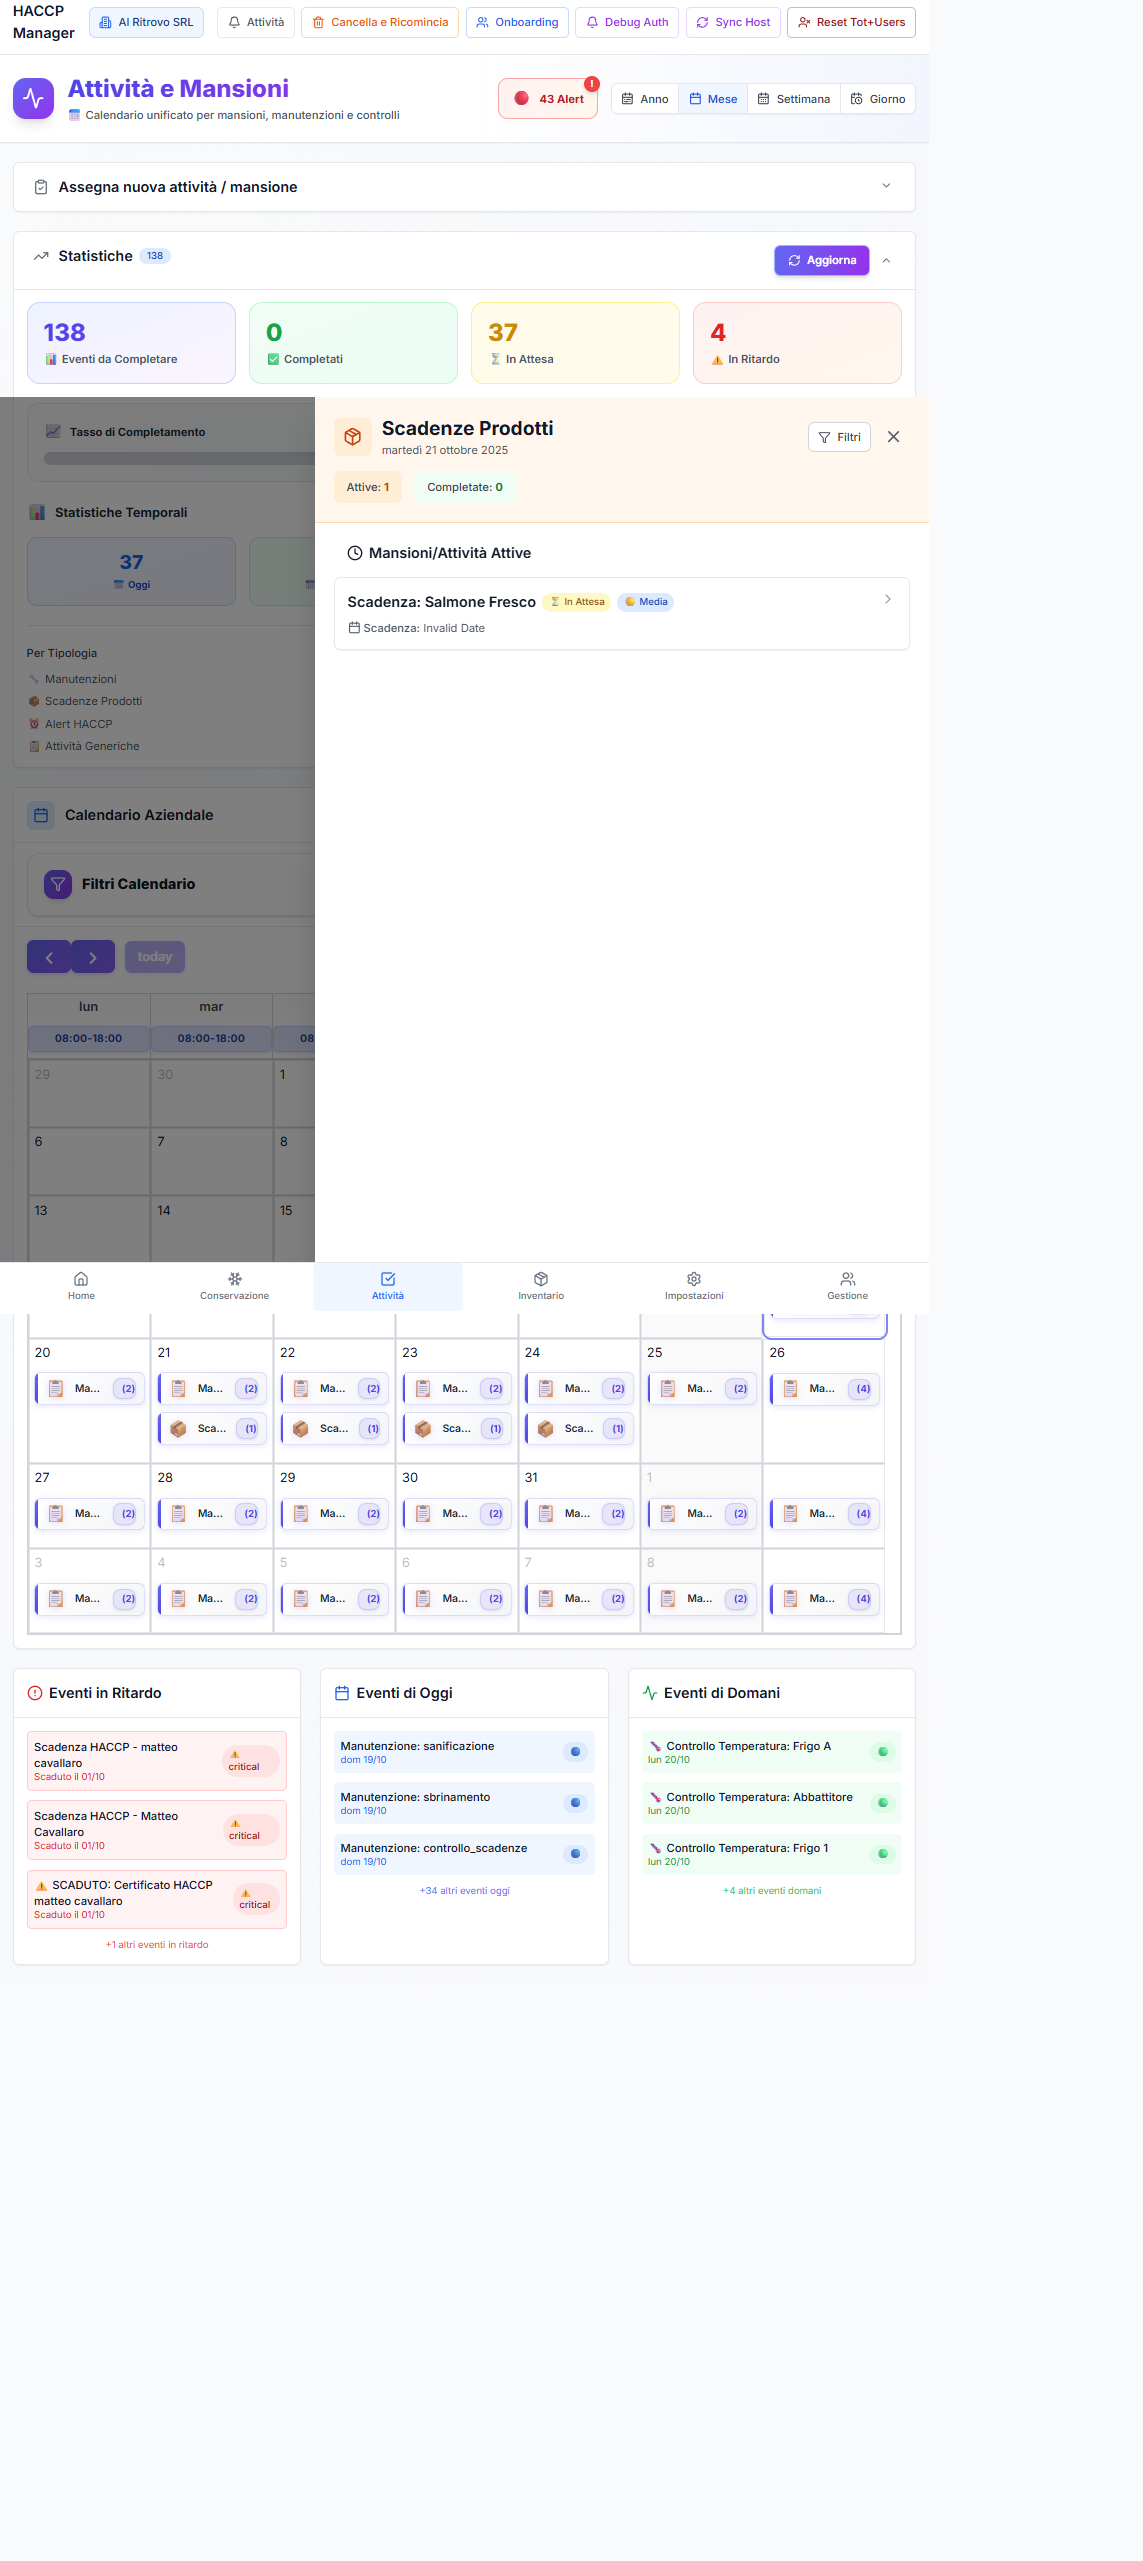 HACCP Manager
Al Ritrovo SRL
Attività
Cancella e Ricomincia
Onboarding
Debug Auth
Sync Host
Reset Tot+Users
Attività e Mansioni
Calendario unificato per mansioni, manutenzioni e controlli
43 Alert
!
Anno
Mese
Settimana
Giorno
Assegna nuova attività / mansione
Statistiche 138
Aggiorna
138
Eventi da Completare
0
Completati
37
In Attesa
4
In Ritardo
Tasso di Completamento
Statistiche Temporali
37
Oggi
Per Tipologia
Manutenzioni
Scadenze Prodotti
Alert HACCP
Attività Generiche
Calendario Aziendale
Filtri Calendario
today
lun mar
08:00-18:00 08:00-18:00 08
29 30 1
6 7 8
13 14 15
Scadenze Prodotti
martedì 21 ottobre 2025
Filtri
Attive: 1
Completate: 0
Mansioni/Attività Attive
Scadenza: Salmone Fresco
In Attesa
Media
Scadenza: Invalid Date
Home
Conservazione
Attività
Inventario
Impostazioni
Gestione
20 21 22 23 24 25 26
Ma... (2) Ma... (2) Ma... (2) Ma... (2) Ma... (2) Ma... (2) Ma... (4)
Sca... (1) Sca... (1) Sca... (1) Sca... (1)
27 28 29 30 31 1
Ma... (2) Ma... (2) Ma... (2) Ma... (2) Ma... (2) Ma... (2) Ma... (4)
3 4 5 6 7 8
Ma... (2) Ma... (2) Ma... (2) Ma... (2) Ma... (2) Ma... (2) Ma... (4)
Eventi in Ritardo
Scadenza HACCP - matteo
cavallaro
Scaduto il 01/10
critical
Scadenza HACCP - Matteo
Cavallaro
Scaduto il 01/10
critical
SCADUTO: Certificato HACCP
matteo cavallaro
Scaduto il 01/10
critical
+1 altri eventi in ritardo
Eventi di Oggi
Manutenzione: sanificazione
dom 19/10
Manutenzione: sbrinamento
dom 19/10
Manutenzione: controllo_scadenze
dom 19/10
+34 altri eventi oggi
Eventi di Domani
Controllo Temperatura: Frigo A
lun 20/10
Controllo Temperatura: Abbattitore
lun 20/10
Controllo Temperatura: Frigo 1
lun 20/10
+4 altri eventi domani